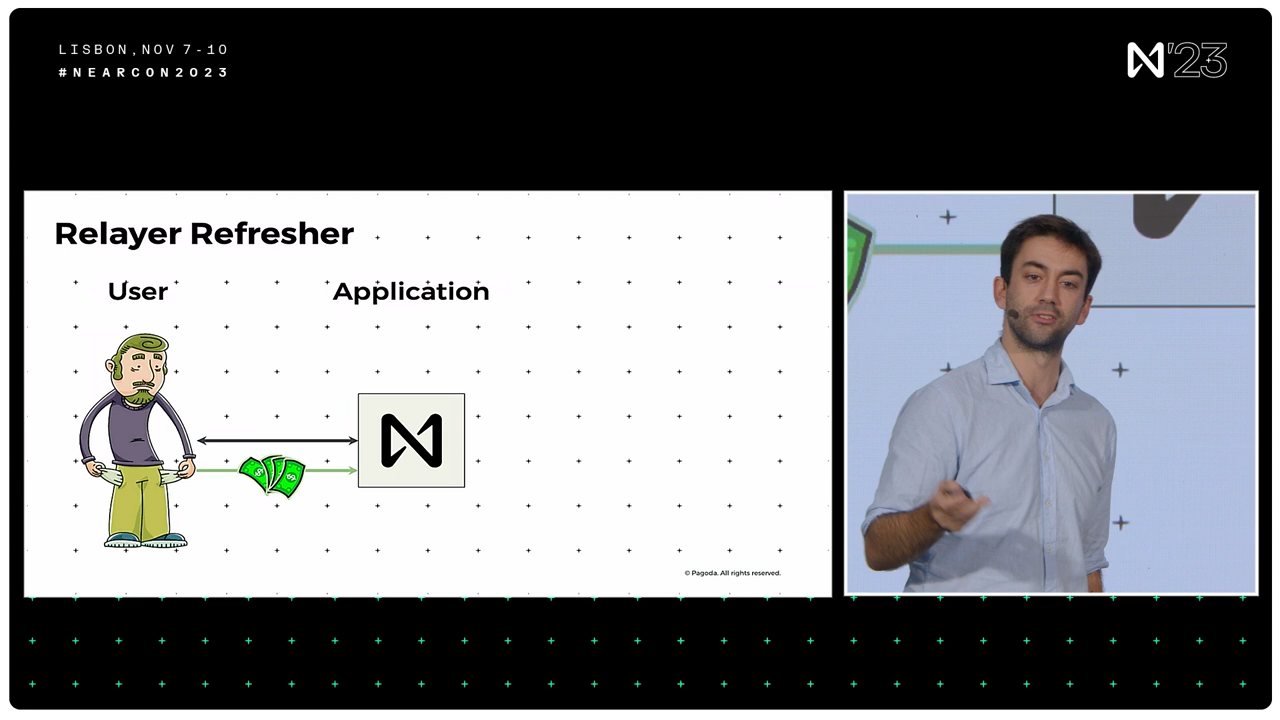 LISBON, NOV 7-10
#NEARCON2023
'23
Relayer Refresher
User
Application
© Pagoda. All rights reserved.